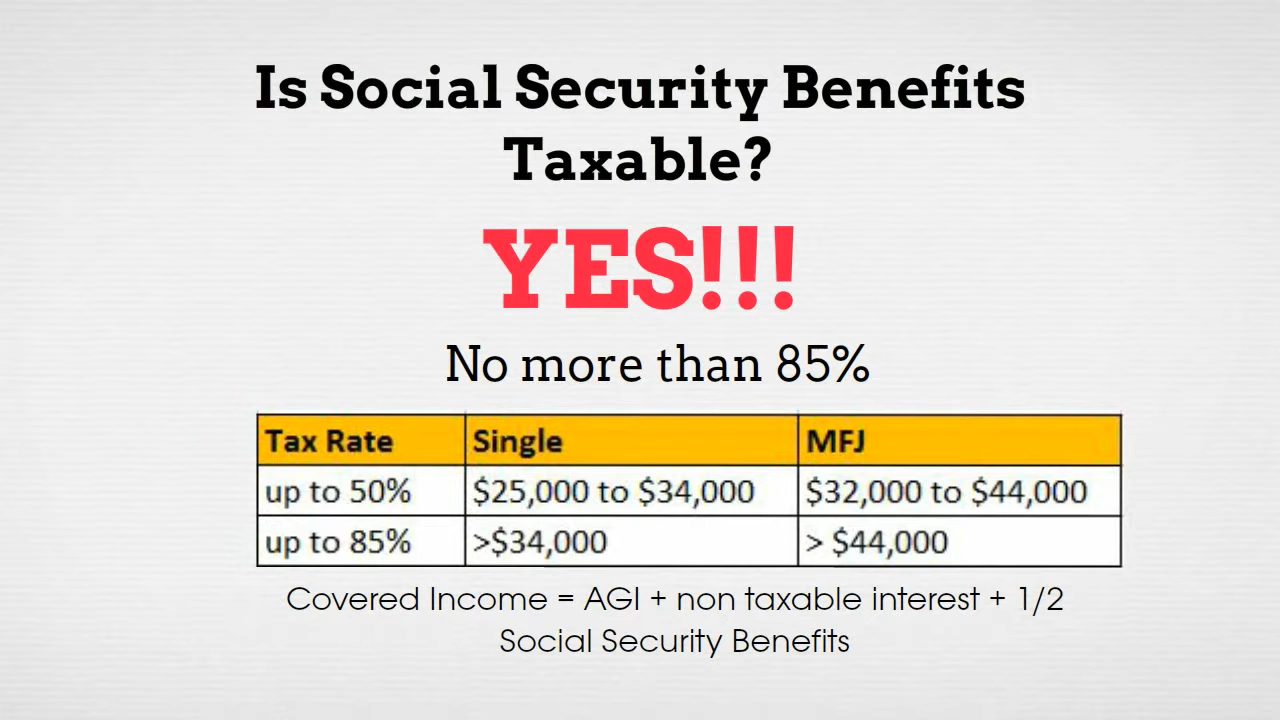 Is Social Security Benefits
Taxable?
YES!!!
No more than 85%
Tax Rate Single MFJ
up to 50% $25,000 to $34,000 $32,000 to $44,000
up to 85% >$34,000 > $44,000
Covered Income = AGI + non taxable interest + 1/2
Social Security Benefits